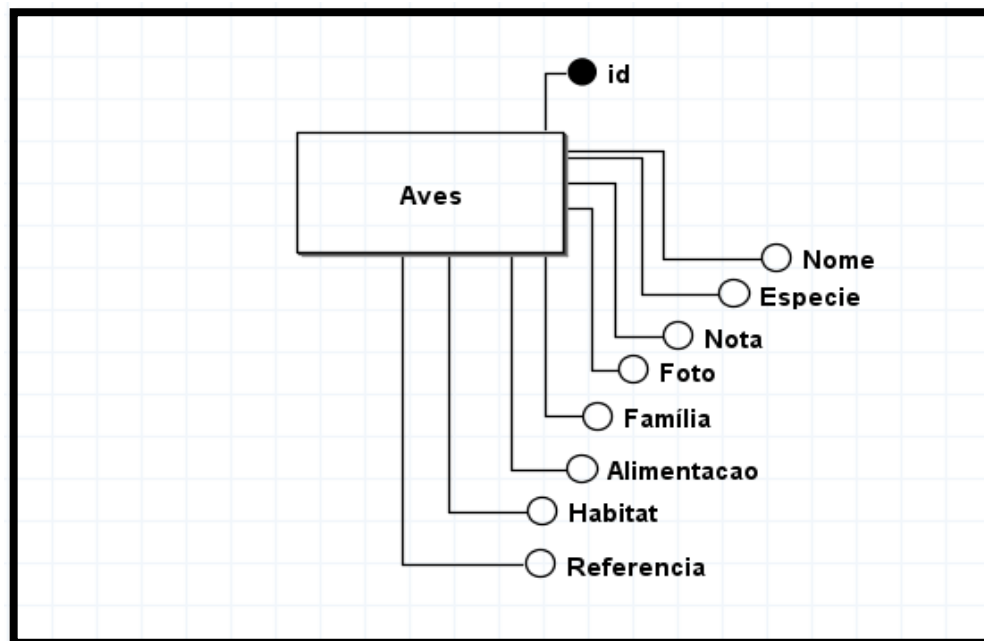 id
Aves
Nome
Especie
Nota
Foto
Família
Alimentacao
Habitat
Referencia